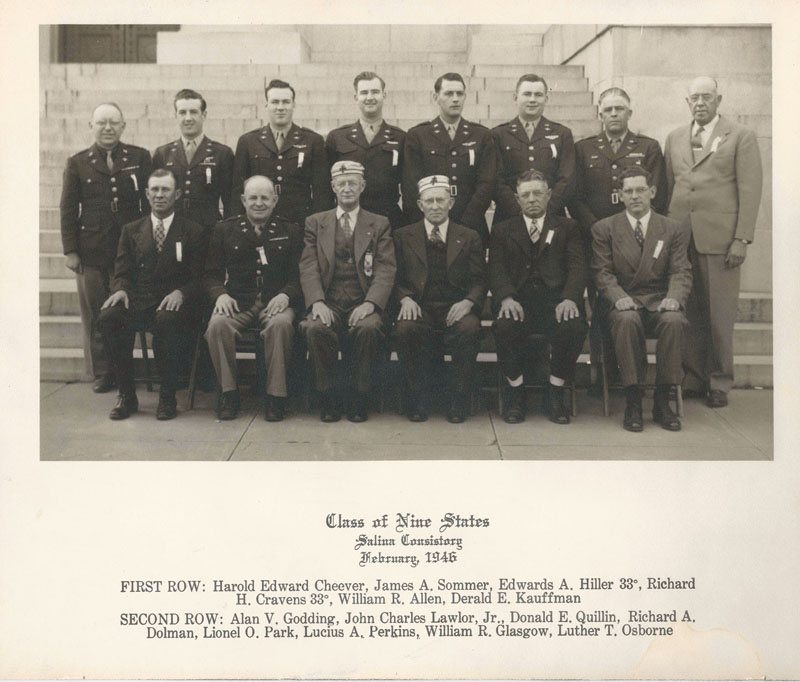 Class of Nine States
Salina Consistory
February, 1946
FIRST ROW: Harold Edward Cheever, James A. Sommer, Edwards A. Hiller 33°, Richard
H. Cravens 33°, William R. Allen, Derald E. Kauffman
SECOND ROW: Alan V. Godding, John Charles Lawlor, Jr., Donald E. Quillin, Richard A.
Dolman, Lionel O. Park, Lucius A. Perkins, William R. Glasgow, Luther T. Osborne